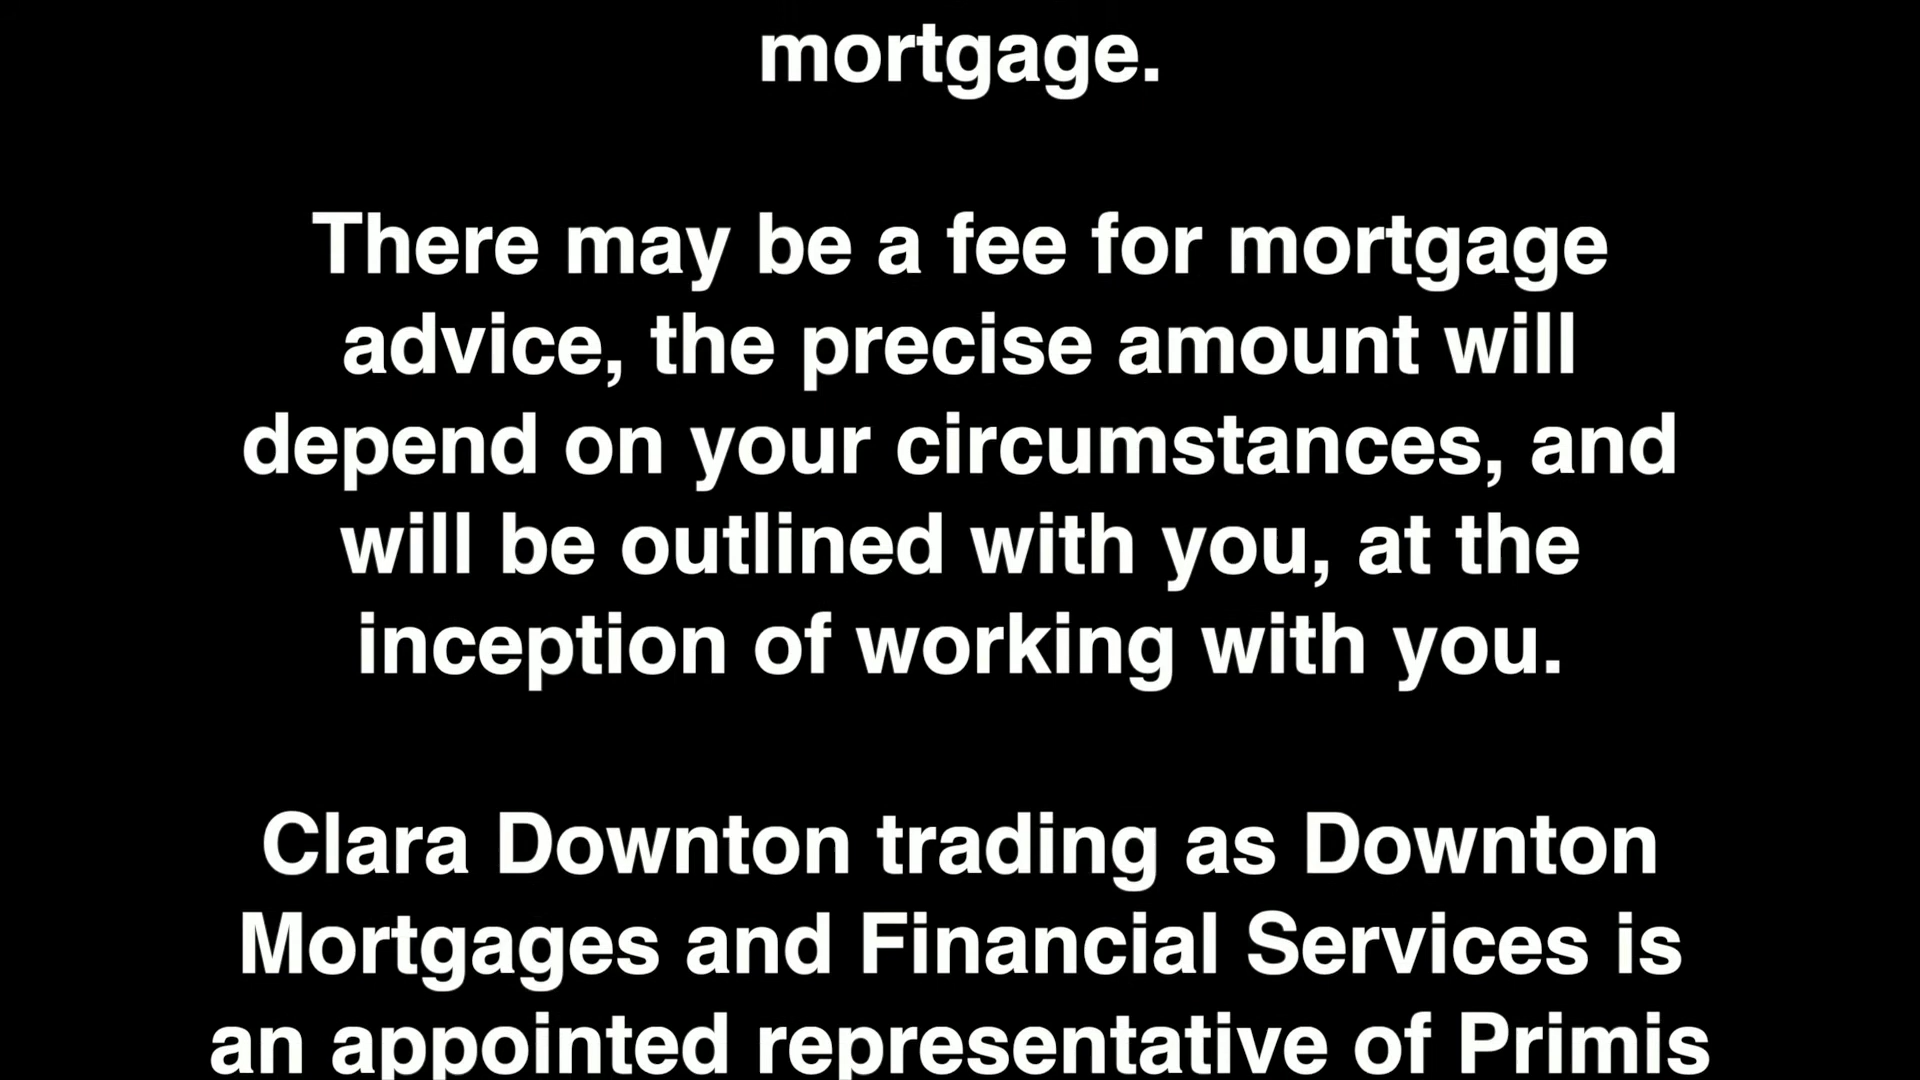 mortgage.
There may be a fee for mortgage
advice, the precise amount will
depend on your circumstances, and
will be outlined with you, at the
inception of working with you.
Clara Downton trading as Downton
Mortgages and Financial Services is
an appointed representative of Primis